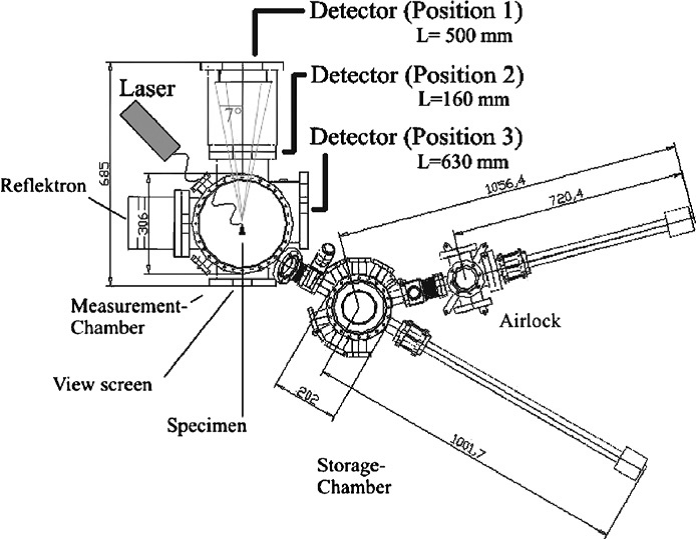 Detector (Position 1)
L= 500 mm
Detector (Position 2)
L=160 mm
Laser
7°
Detector (Position 3)
L=630 mm
685
Reflektron
306
1056,4
720,4
Measurement-
Chamber
Airlock
View screen
202
Specimen
1001,7
Storage-
Chamber